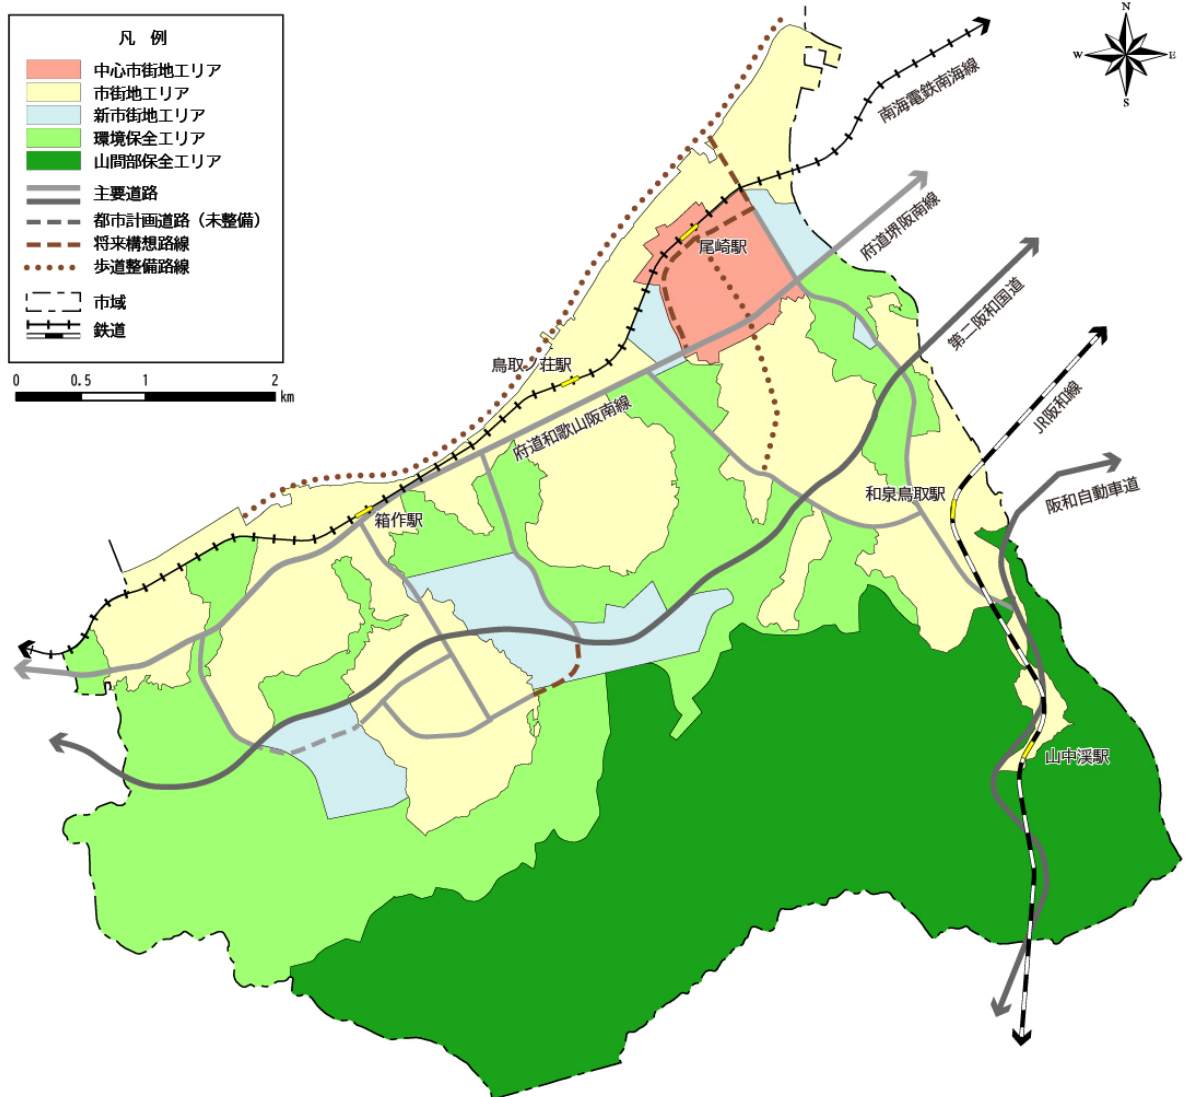 凡 例
中心市街地エリア
市街地エリア
新市街地エリア
環境保全エリア
山間部保全エリア
主要道路
都市計画道路（未整備）
将来構想路線
歩道整備路線
市域
鉄道
0 0.5 1 2 km
N
W E
S
南海電鉄南海線
府道堺阪南線
尾崎駅
第二阪和国道
鳥取ノ荘駅
JR阪和線
府道和歌山阪南線
阪和自動車道
和泉鳥取駅
箱作駅
山中渓駅